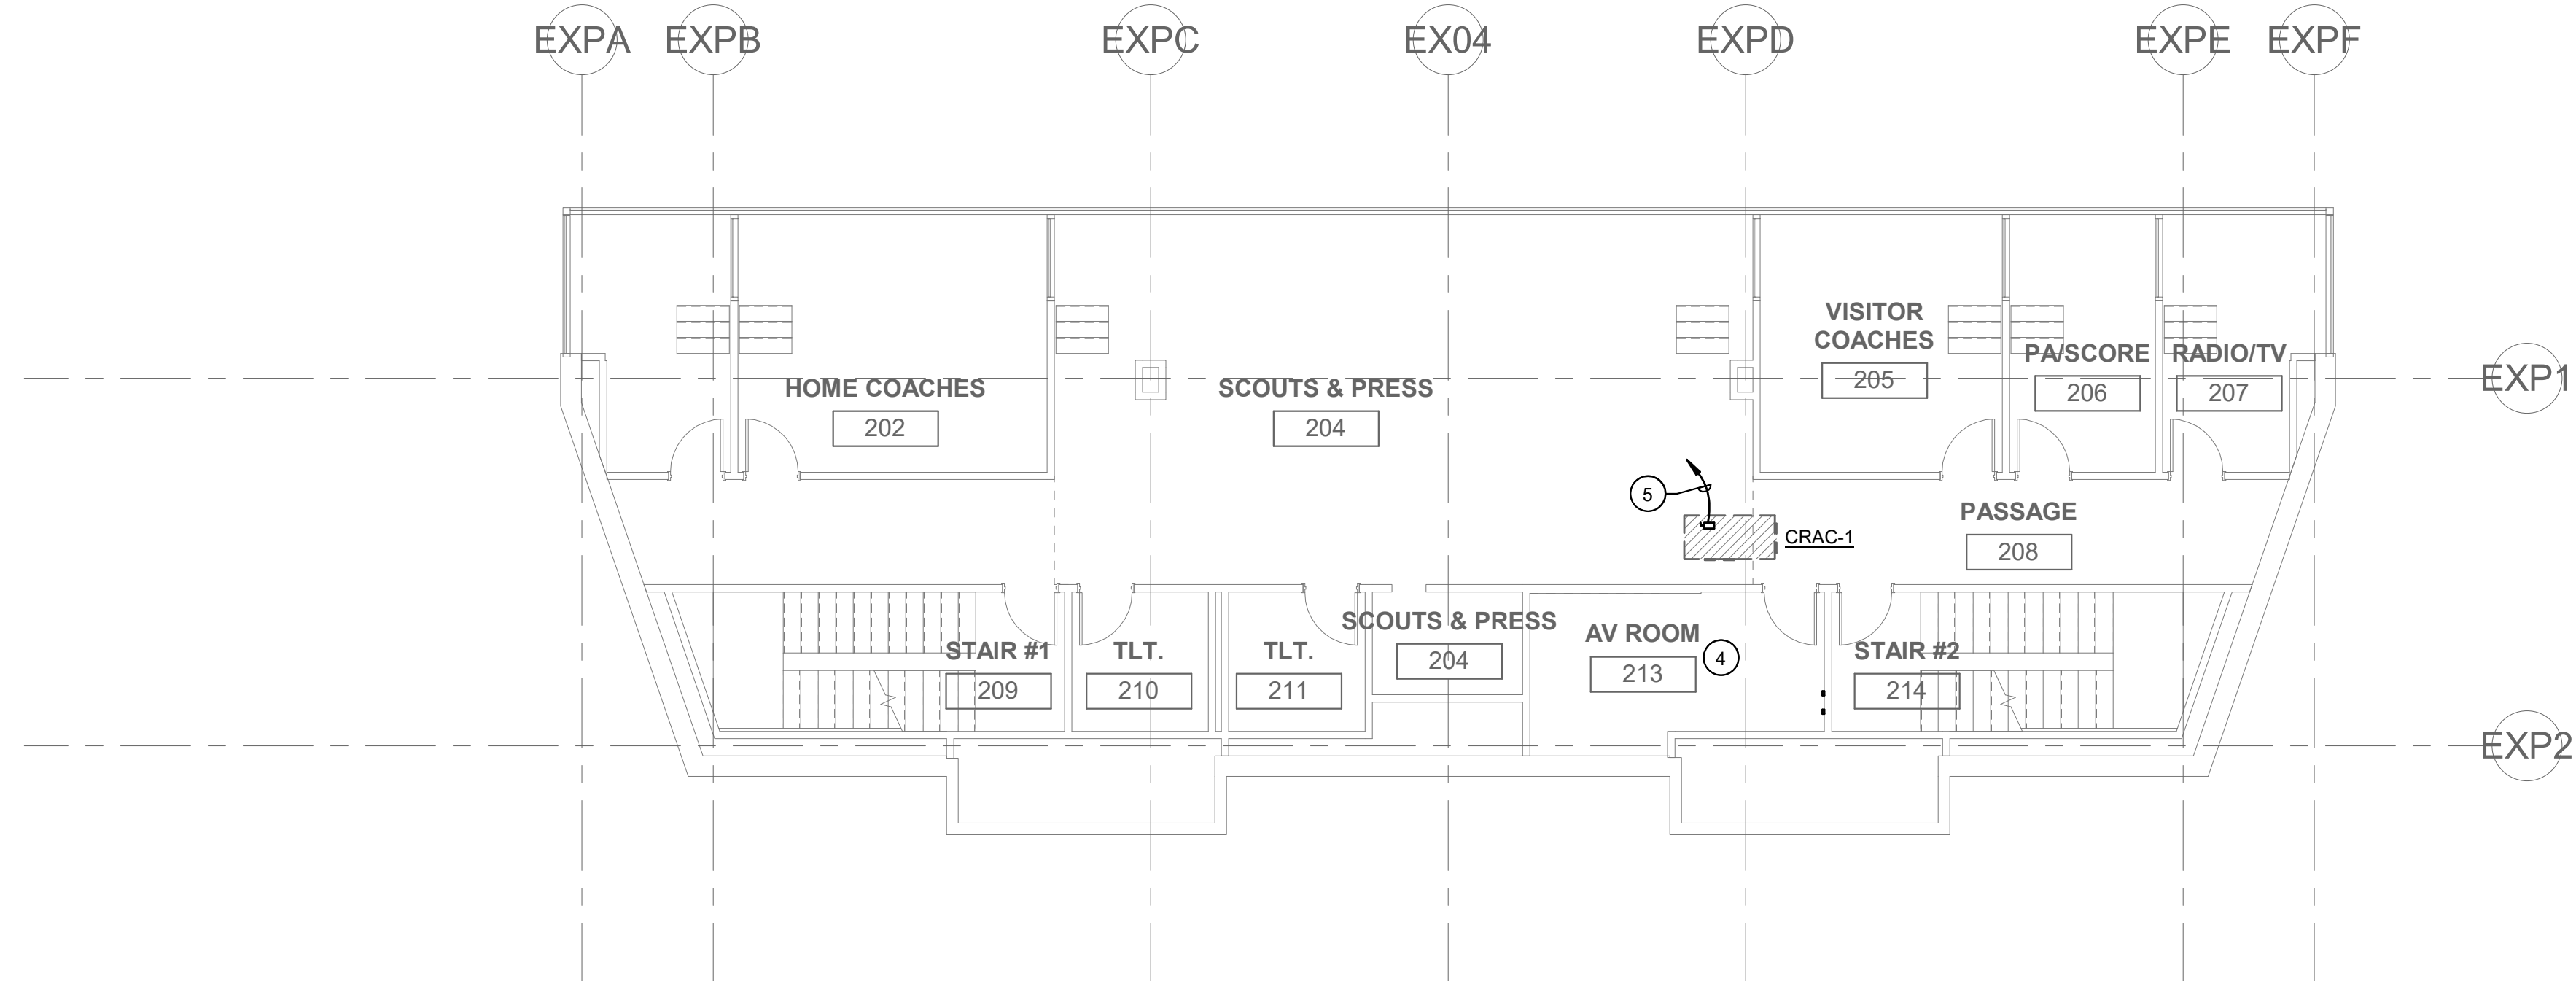 EXPA EXPB EXPC EX04 EXPD EXPE EXPF
VISITOR
COACHES
205
PA/SCORE
206
RADIO/TV
207
EXP1
HOME COACHES
202
SCOUTS & PRESS
204
5
CRAC-1
PASSAGE
208
STAIR #1
209
TLT.
210
TLT.
211
SCOUTS & PRESS
204
AV ROOM
213
4
STAIR #2
214
EXP2